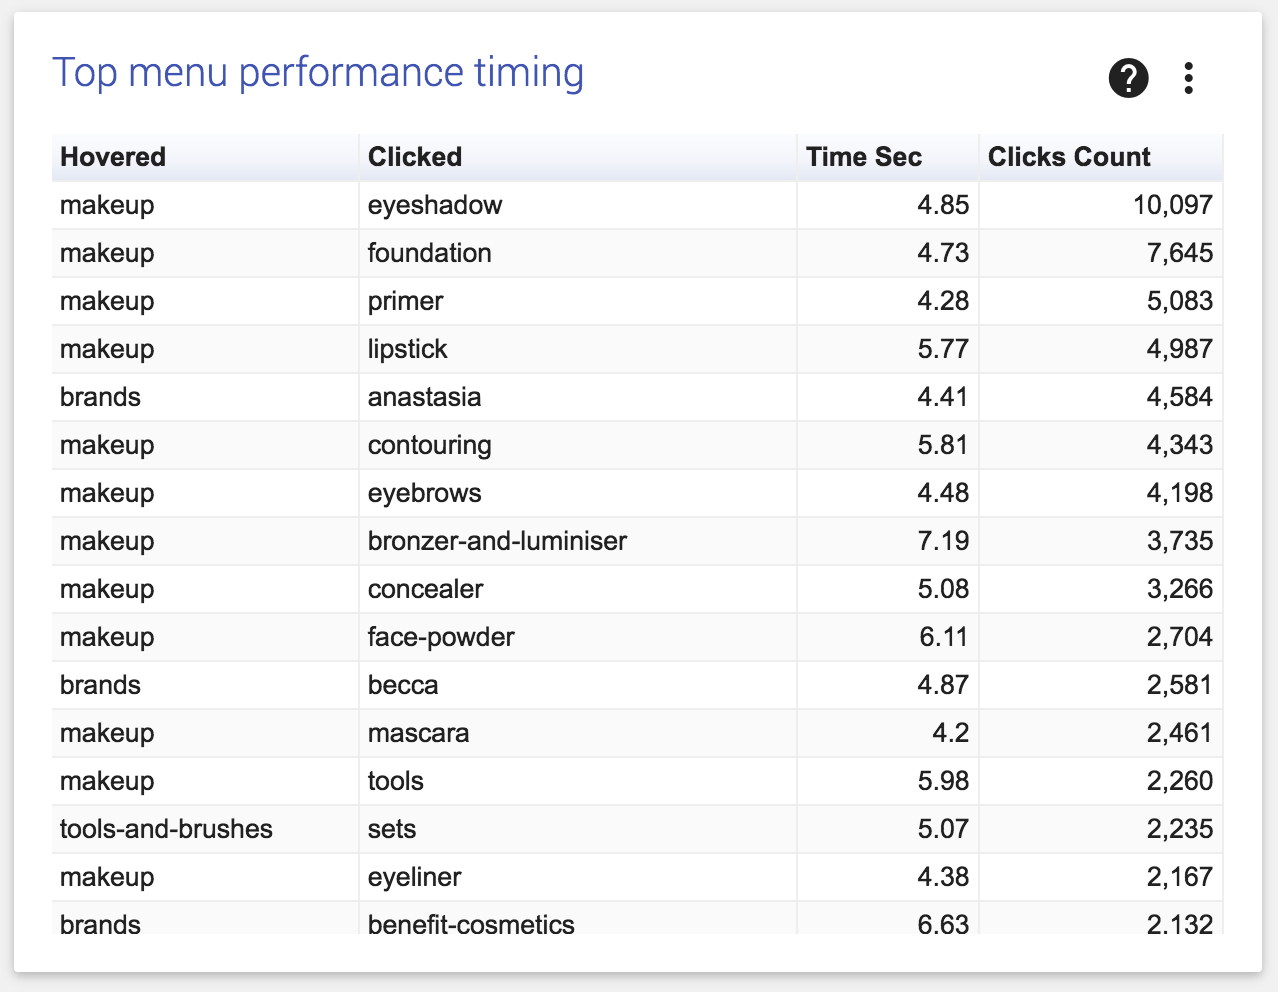 Top menu performance timing ?
Hovered Clicked Time Sec Clicks Count
makeup eyeshadow 4.85 10,097
makeup foundation 4.73 7,645
makeup primer 4.28 5,083
makeup lipstick 5.77 4,987
brands anastasia 4.41 4,584
makeup contouring 5.81 4,343
makeup eyebrows 4.48 4,198
makeup bronzer-and-luminiser 7.19 3,735
makeup concealer 5.08 3,266
makeup face-powder 6.11 2,704
brands becca 4.87 2,581
makeup mascara 4.2 2,461
makeup tools 5.98 2,260
tools-and-brushes sets 5.07 2,235
makeup eyeliner 4.38 2,167
brands benefit-cosmetics 6.63 2,132